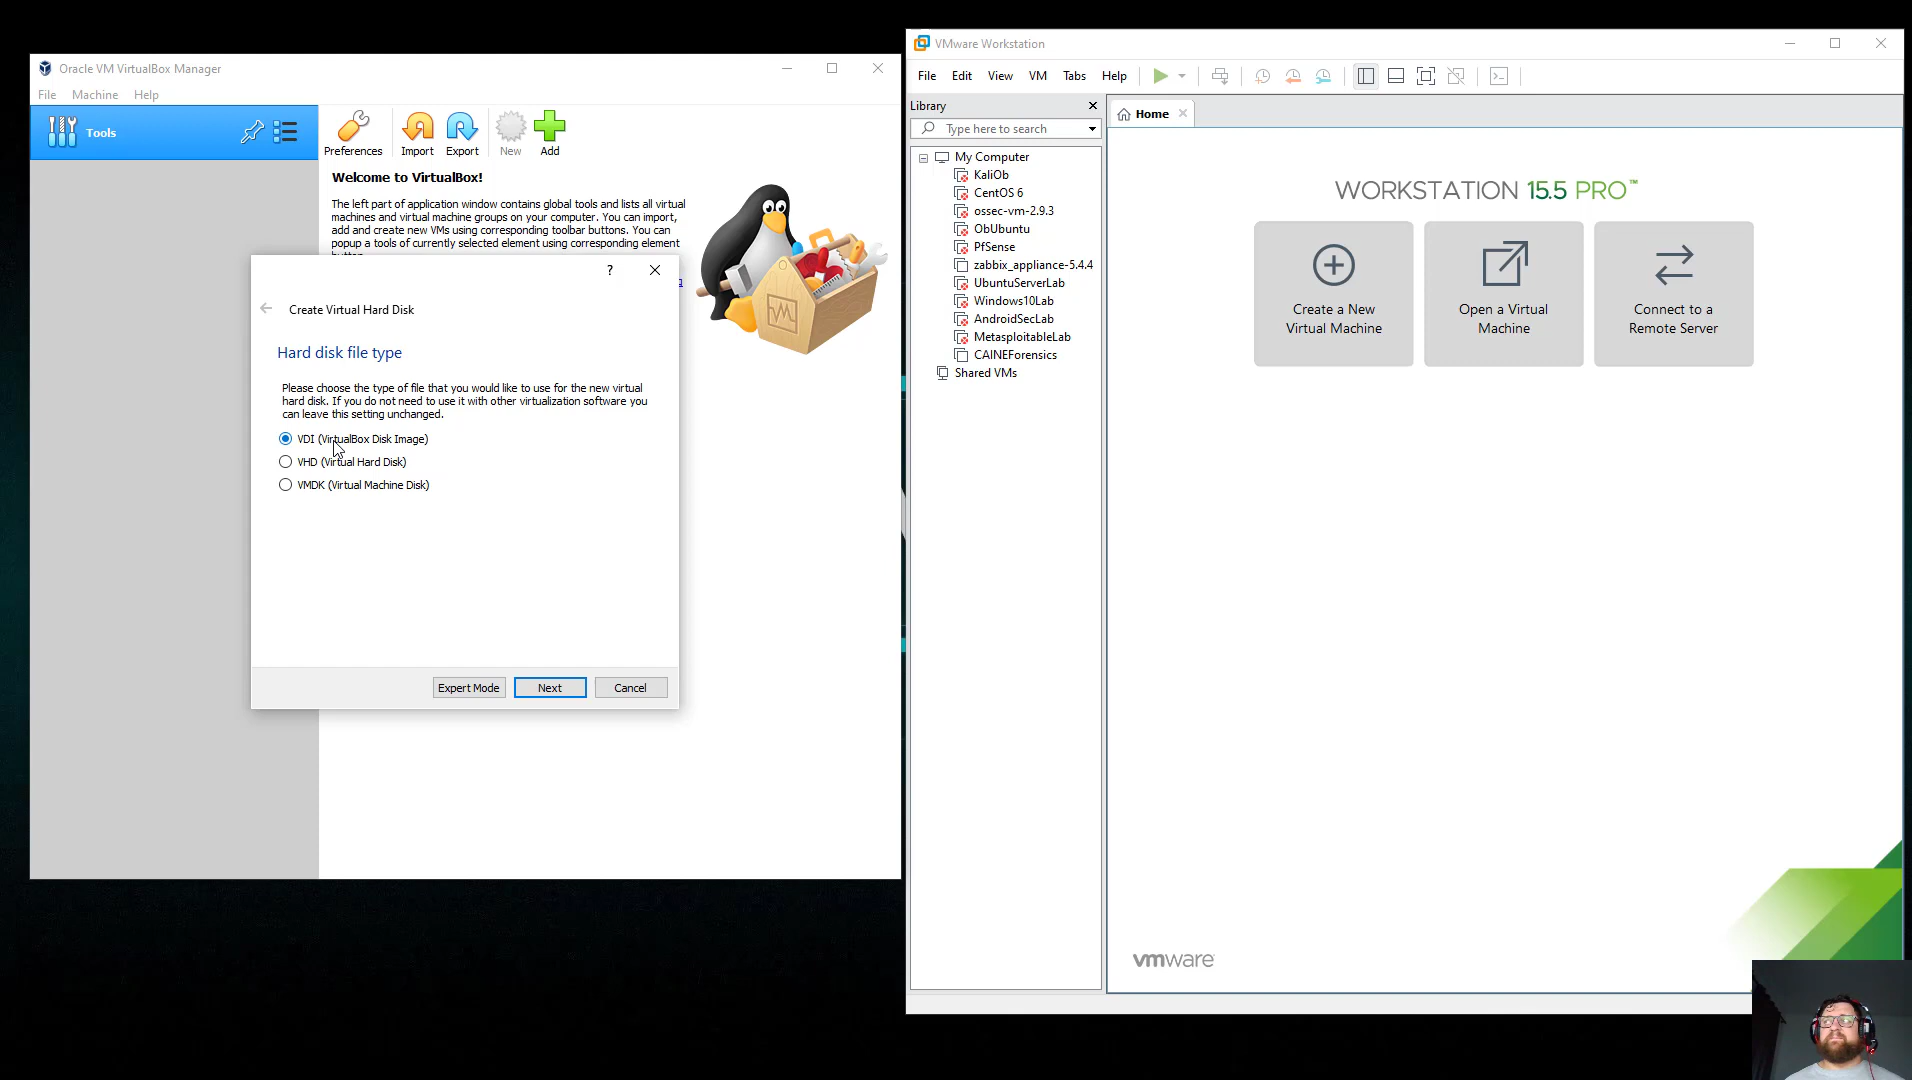 Oracle VM VirtualBox Manager
File Machine Help
Tools
Preferences Import Export New Add
Welcome to VirtualBox!
The left part of application window contains global tools and lists all virtual
machines and virtual machine groups on your computer. You can import,
add and create new VMs using corresponding toolbar buttons. You can
popup a tools of currently selected element using corresponding element
?
Create Virtual Hard Disk
Hard disk file type
Please choose the type of file that you would like to use for the new virtual
hard disk. If you do not need to use it with other virtualization software you
can leave this setting unchanged.
VDI (VirtualBox Disk Image)
VHD (Virtual Hard Disk)
VMDK (Virtual Machine Disk)
Expert Mode Next Cancel
VMware Workstation
File Edit View VM Tabs Help
Library
Type here to search
My Computer
KaliOb
CentOS 6
ossec-vm-2.9.3
ObUbuntu
PfSense
zabbix_appliance-5.4.4
UbuntuServerLab
Windows10Lab
AndroidSecLab
MetasploitableLab
CAINEForensics
Shared VMs
Home
WORKSTATION 15.5 PRO™
Create a New
Virtual Machine
Open a Virtual
Machine
Connect to a
Remote Server
vmware